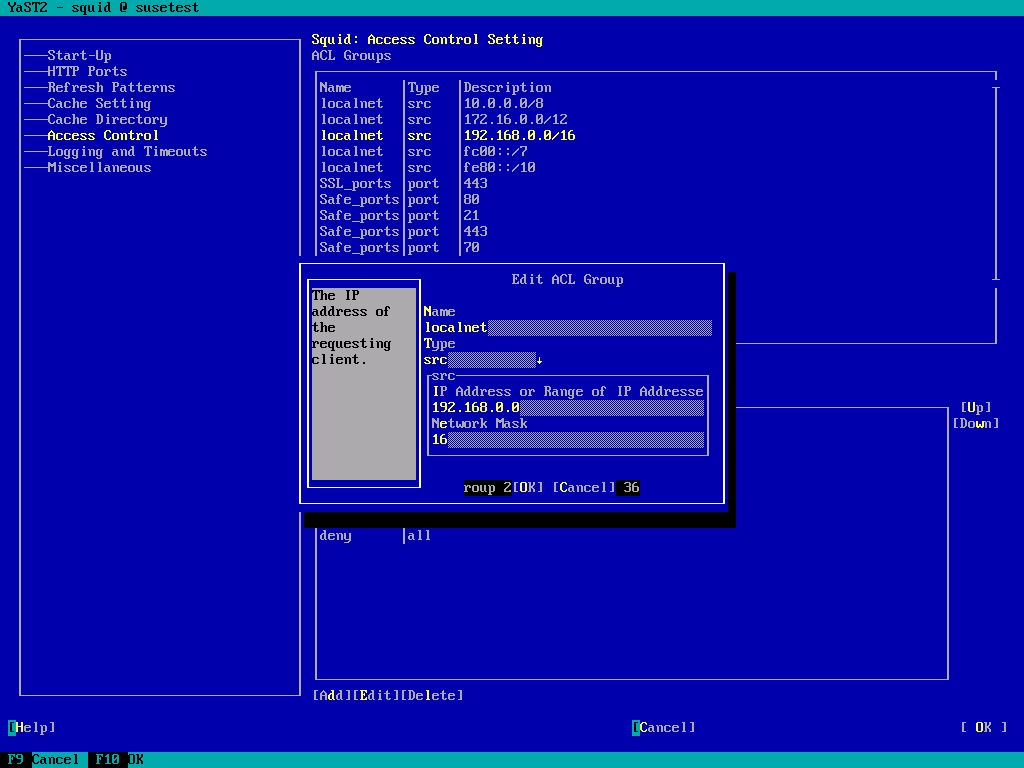 YaST2 - squid @ susetest
Squid: Access Control Setting
Start-Up
HTTP Ports
Refresh Patterns
Cache Setting
Cache Directory
Access Control
Logging and Timeouts
Miscellaneous
ACL Groups
Name Type Description
localnet src 10.0.0.0/8
localnet src 172.16.0.0/12
localnet src 192.168.0.0/16
localnet src fc00::/7
localnet src fe80::/10
SSL_ports port 443
Safe_ports port 80
Safe_ports port 21
Safe_ports port 443
Safe_ports port 70
Edit ACL Group
The IP
address of
the
requesting
client.
Name
localnet
Type
src↓
src
IP Address or Range of IP Addresse
192.168.0.0
Network Mask
16
roup 2[OK] [Cancel] 36
[Up]
[Down]
deny all
[Add][Edit][Delete]
[Help] [Cancel] [ OK ]
F9 Cancel F10 OK